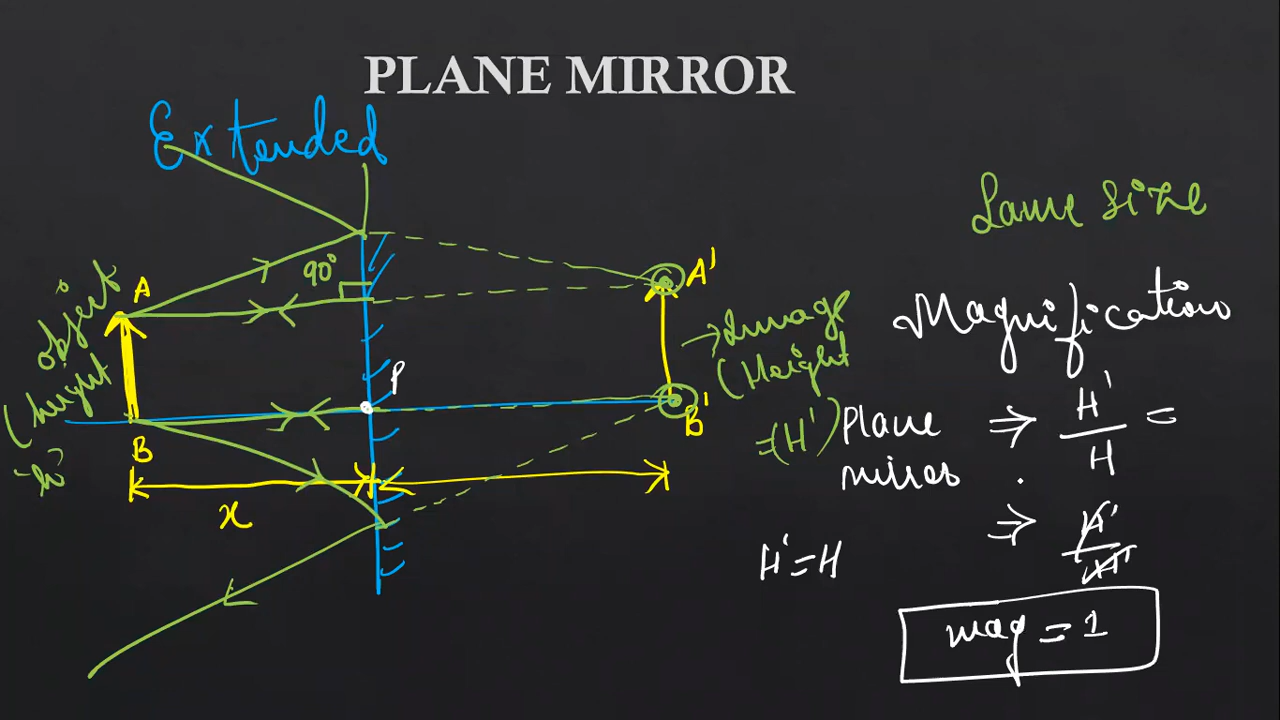 PLANE MIRROR
Extended
Same size
90°
A
A'
object
(height
'h'
→ Image
(Height
=(H')
Magnification
P
B
B'
Plane
mirror
⇒ H'/H =
⇒ H'/H'
x
H' = H
mag = 1